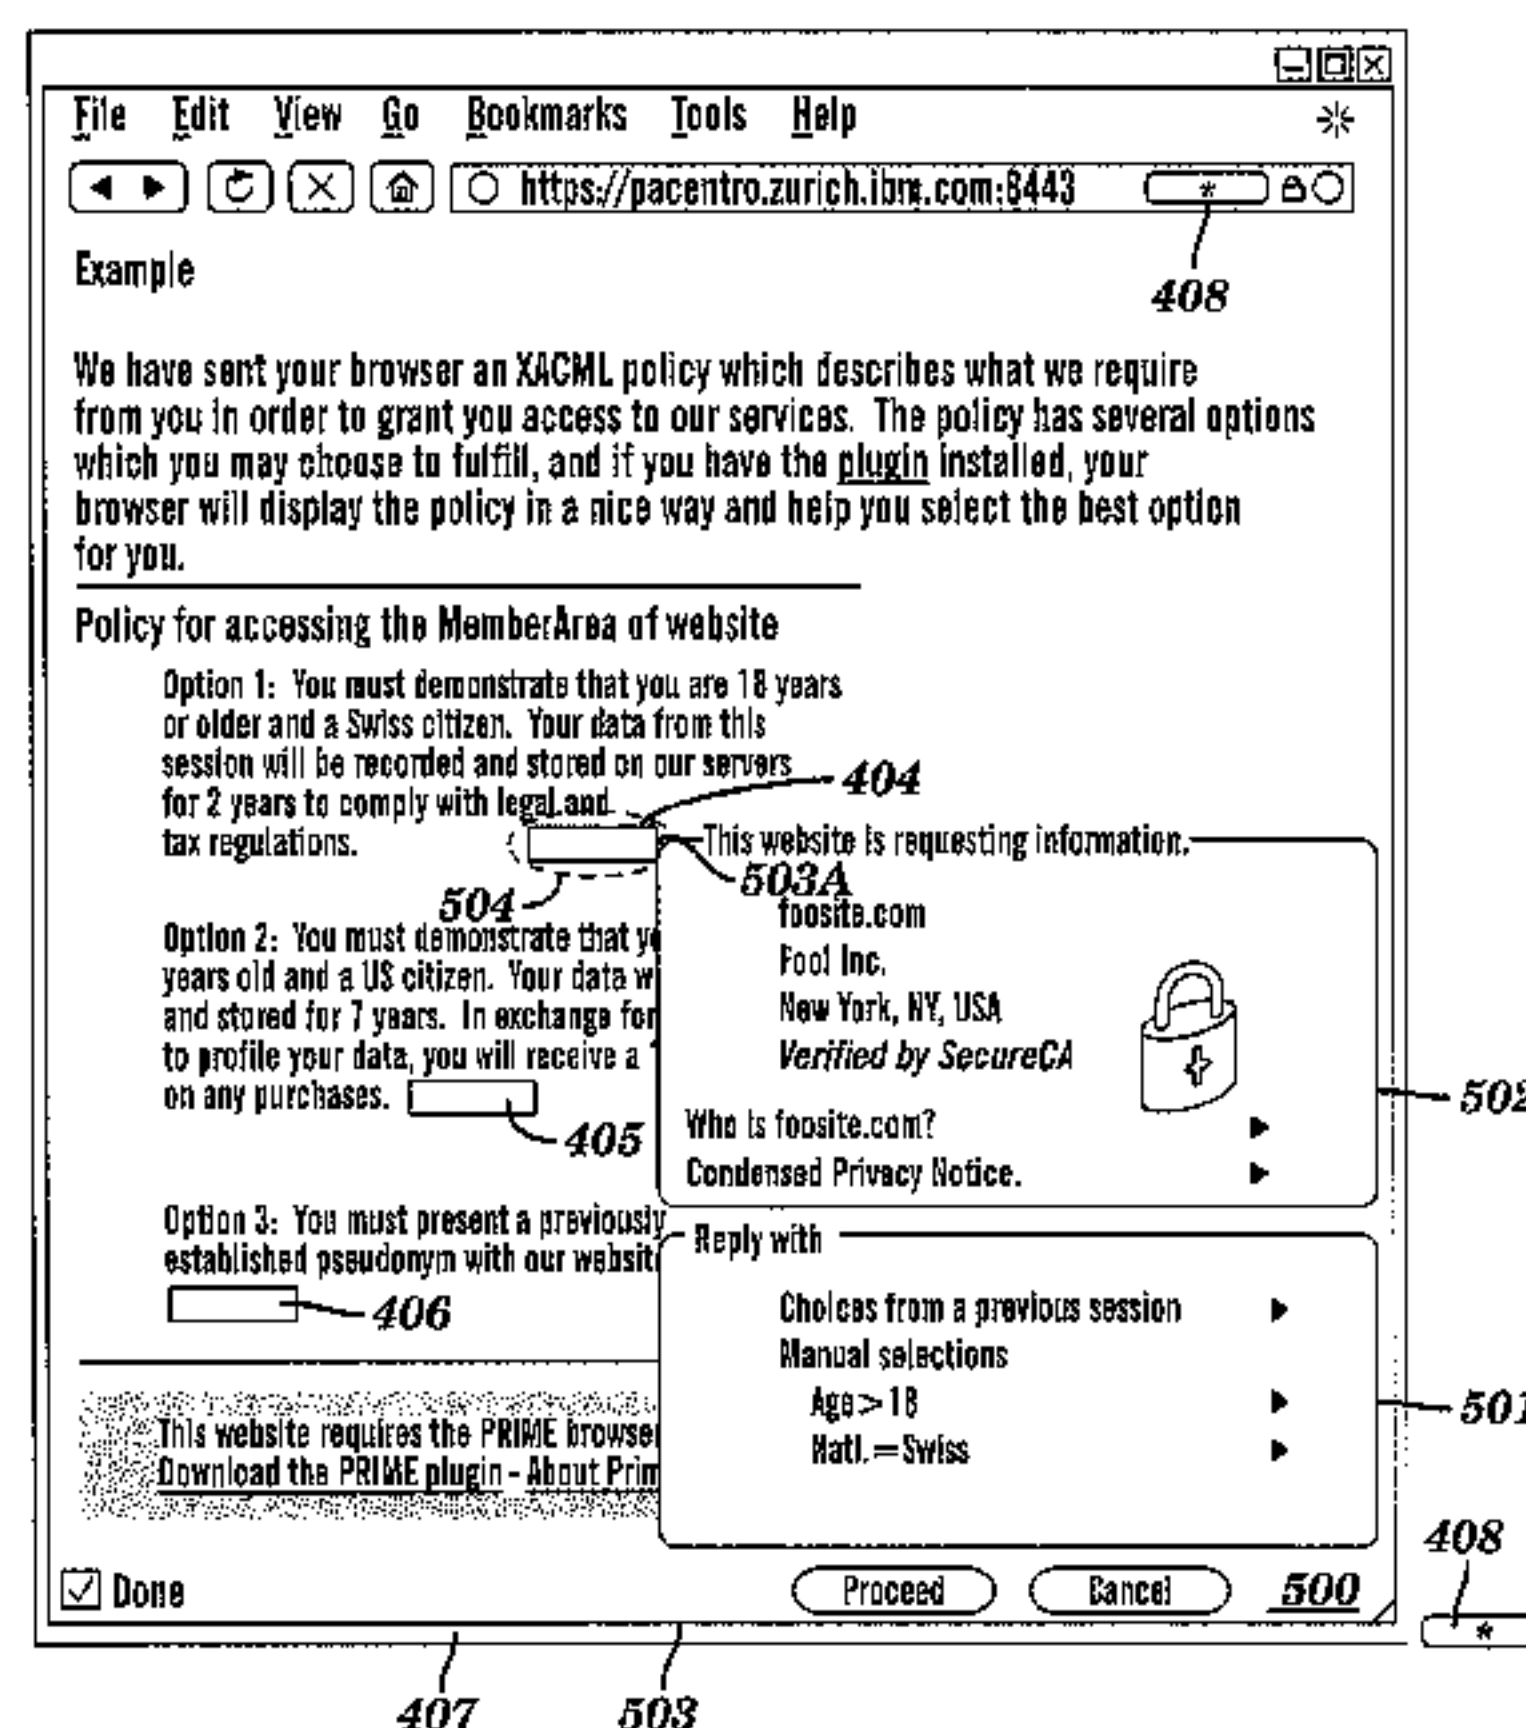 File Edit View Go Bookmarks Tools Help
https://pacentro.zurich.ibm.com:8443 *
408
Example
We have sent your browser an XACML policy which describes what we require
from you in order to grant you access to our services. The policy has several options
which you may choose to fulfill, and if you have the plugin installed, your
browser will display the policy in a nice way and help you select the best option
for you.
Policy for accessing the MemberArea of website
Option 1: You must demonstrate that you are 18 years
or older and a Swiss citizen. Your data from this
session will be recorded and stored on our servers
404
for 2 years to comply with legal and
tax regulations.
This website is requesting information.
503A
504
foosite.com
Option 2: You must demonstrate that
years old and a US citizen. Your data
and stored for 7 years. In exchange for
to profile your data, you will receive a
on any purchases.
405
Inc.
New York, NY, USA
Verified by SecureCA
502
Who is foosite.com?
Condensed Privacy Notice.
Option 3: You must present a previously
established pseudonym with our
406
Reply with
Choices from a previous session
Manual selections
Age>18
501
Natl.=Swiss
This website requires the PRIME
Download the PRIME plugin - About
408
Done
Proceed
Cancel
500
*
407
503